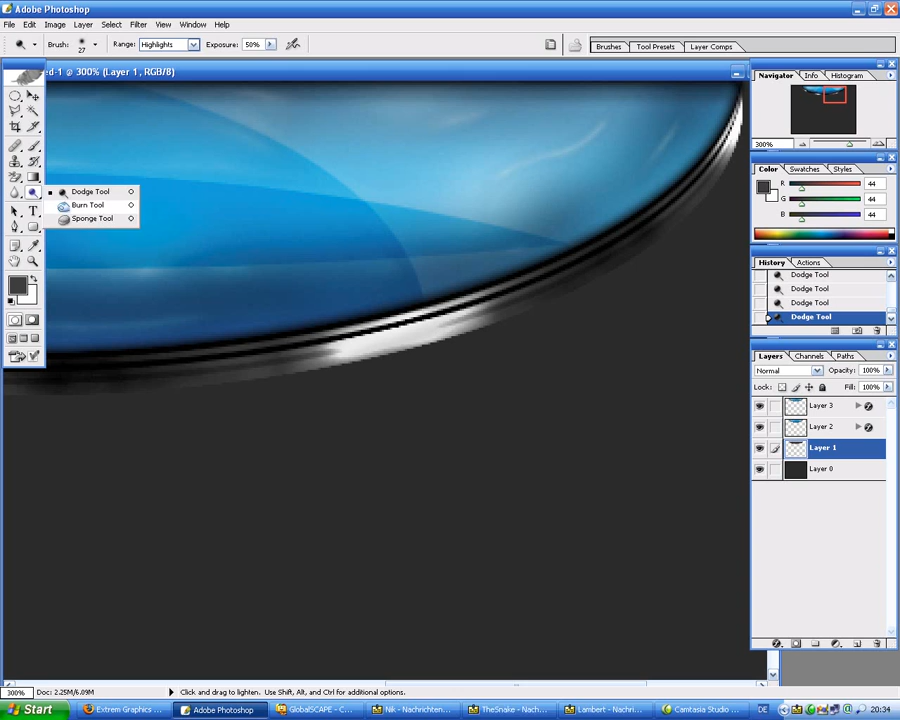 Adobe Photoshop
File Edit Image Layer Select Filter View Window Help
Brush: 27 Range: Highlights Exposure: 50% Brushes Tool Presets Layer Comps
ed-1 @ 300% (Layer 1, RGB/8)
Navigator Info Histogram
300%
Color Swatches Styles
R 44
G 44
B 44
Dodge Tool O
Burn Tool O
Sponge Tool O
T
History Actions
Dodge Tool
Dodge Tool
Dodge Tool
Dodge Tool
Layers Channels Paths
Normal Opacity: 100%
Lock: Fill: 100%
Layer 3
Layer 2
Layer 1
Layer 0
300% Doc: 2.25M/6.09M Click and drag to lighten. Use Shift, Alt, and Ctrl for additional options.
Start Extrem Graphics ... Adobe Photoshop GlobalSCAPE - C... Nik - Nachrichten... TheSnake - Nach... Lambert - Nachric... Camtasia Studio ... DE 20:34